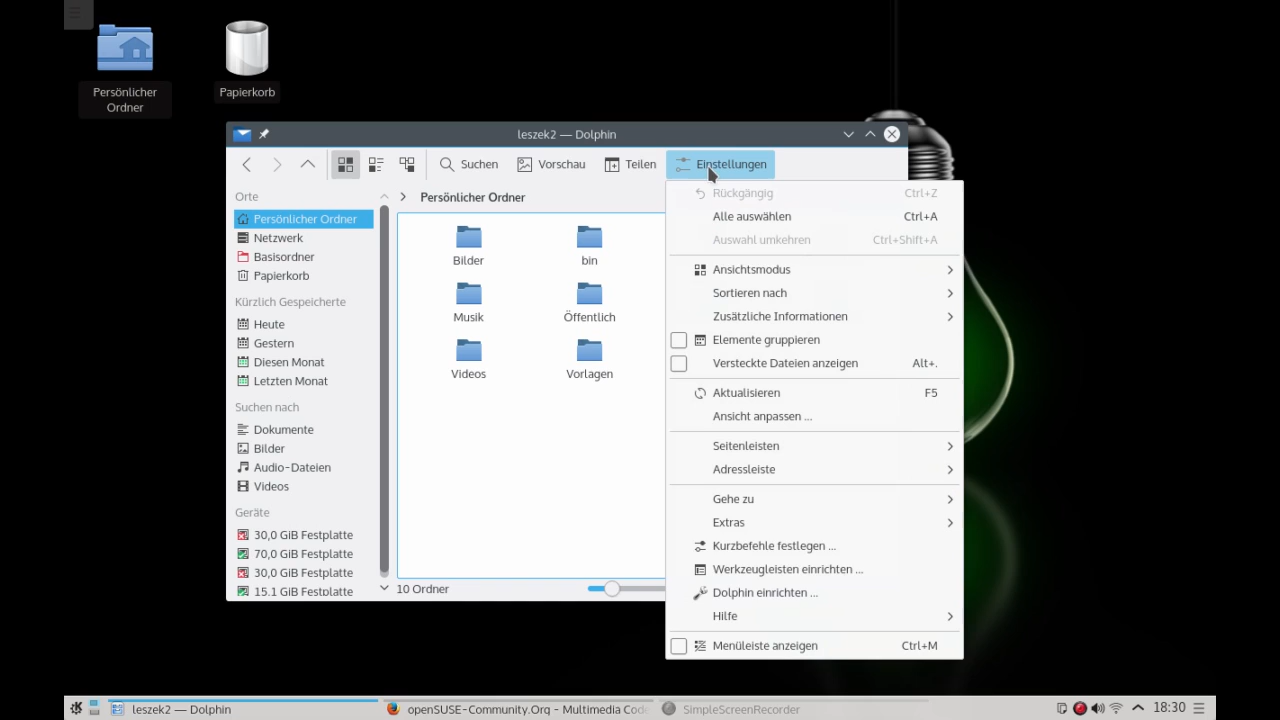 Persönlicher
Ordner
Papierkorb
leszek2 — Dolphin
Suchen
Vorschau
Teilen
Einstellungen
Orte
Persönlicher Ordner
Netzwerk
Basisordner
Papierkorb
Kürzlich Gespeicherte
Heute
Gestern
Diesen Monat
Letzten Monat
Suchen nach
Dokumente
Bilder
Audio-Dateien
Videos
Geräte
30,0 GiB Festplatte
70,0 GiB Festplatte
30,0 GiB Festplatte
15.1 GiB Festplatte
Persönlicher Ordner
Bilder
bin
Musik
Öffentlich
Videos
Vorlagen
10 Ordner
Rückgängig Ctrl+Z
Alle auswählen Ctrl+A
Auswahl umkehren Ctrl+Shift+A
Ansichtsmodus
Sortieren nach
Zusätzliche Informationen
Elemente gruppieren
Versteckte Dateien anzeigen Alt+.
Aktualisieren F5
Ansicht anpassen ...
Seitenleisten
Adressleiste
Gehe zu
Extras
Kurzbefehle festlegen ...
Werkzeugleisten einrichten ...
Dolphin einrichten ...
Hilfe
Menüleiste anzeigen Ctrl+M
leszek2 — Dolphin
openSUSE-Community.Org - Multimedia Code
SimpleScreenRecorder
18:30